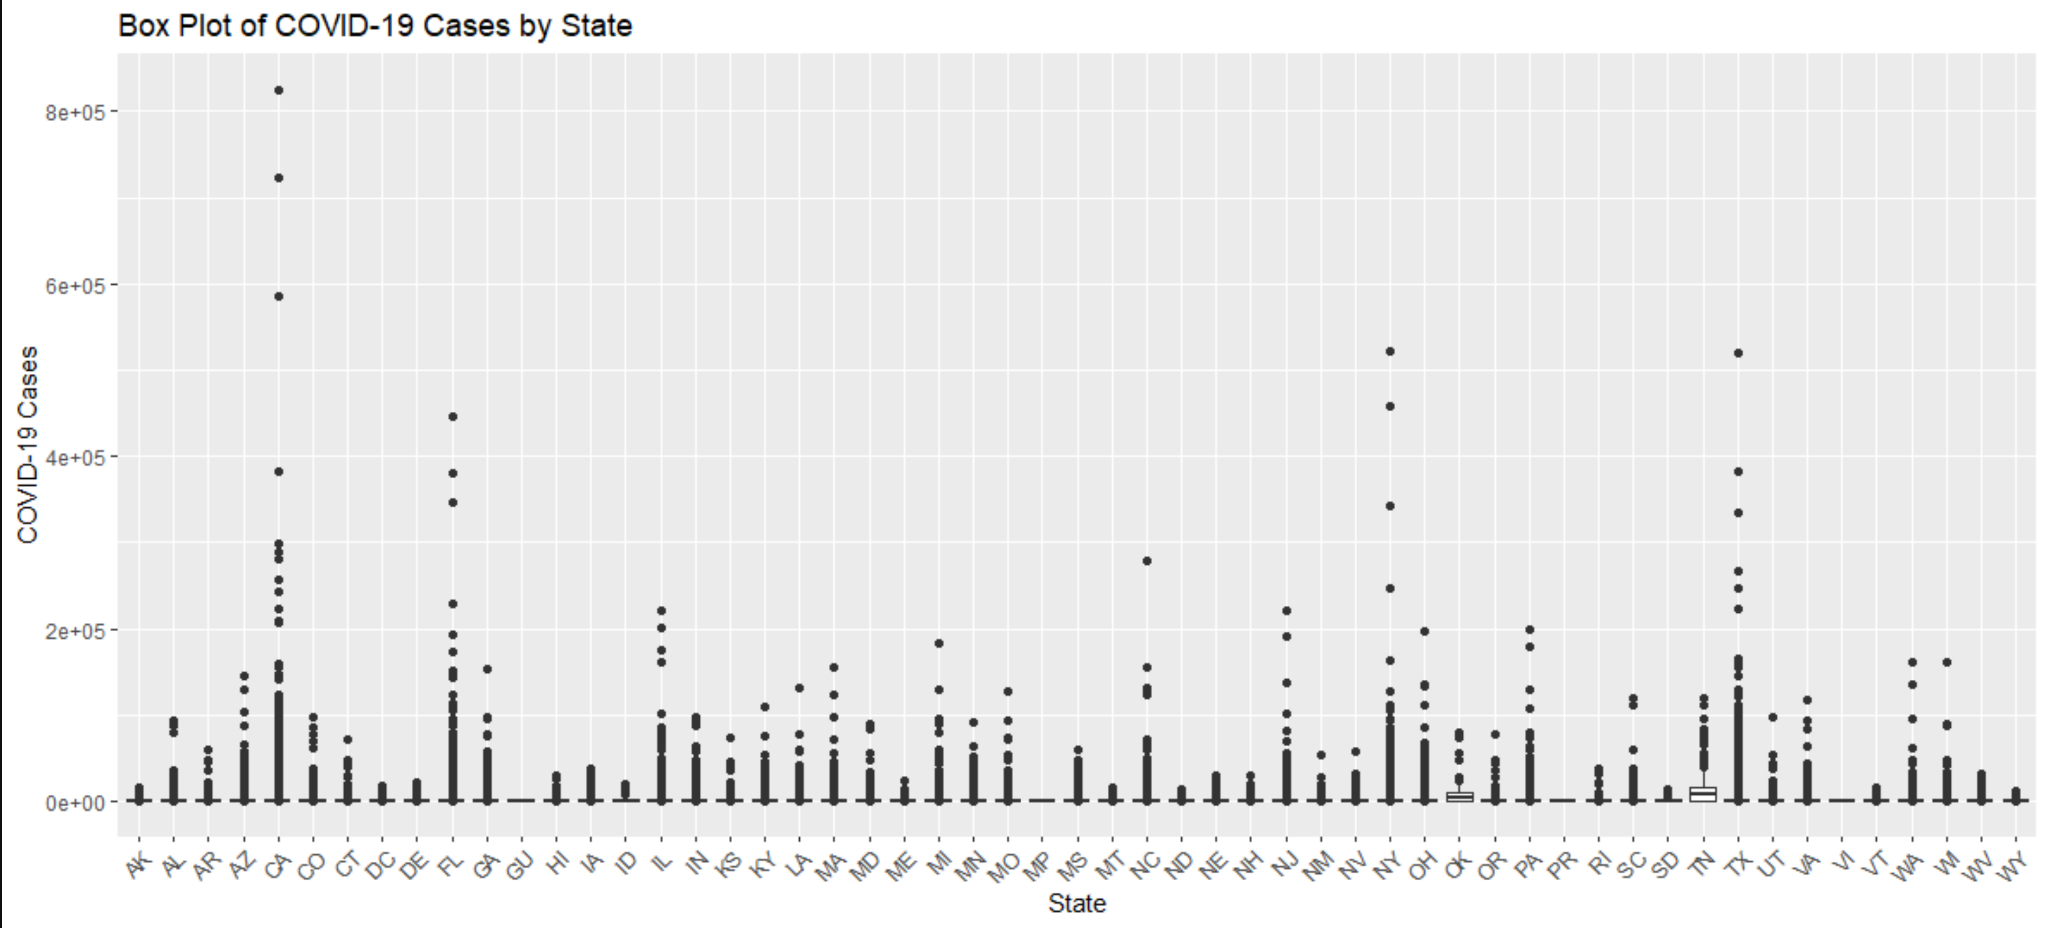 Box Plot of COVID-19 Cases by State
COVID-19 Cases
8e+05
6e+05
4e+05
2e+05
0e+00
AK AL AR AZ CA CO CT DC DE FL GA GU HI IA ID IL IN KS KY LA MA MD ME MI MN MO MP MS MT NC ND NE NH NJ NM NV NY OH OK OR PA PR RI SC SD TN TX UT VA VI VT WA WI WV WY
State